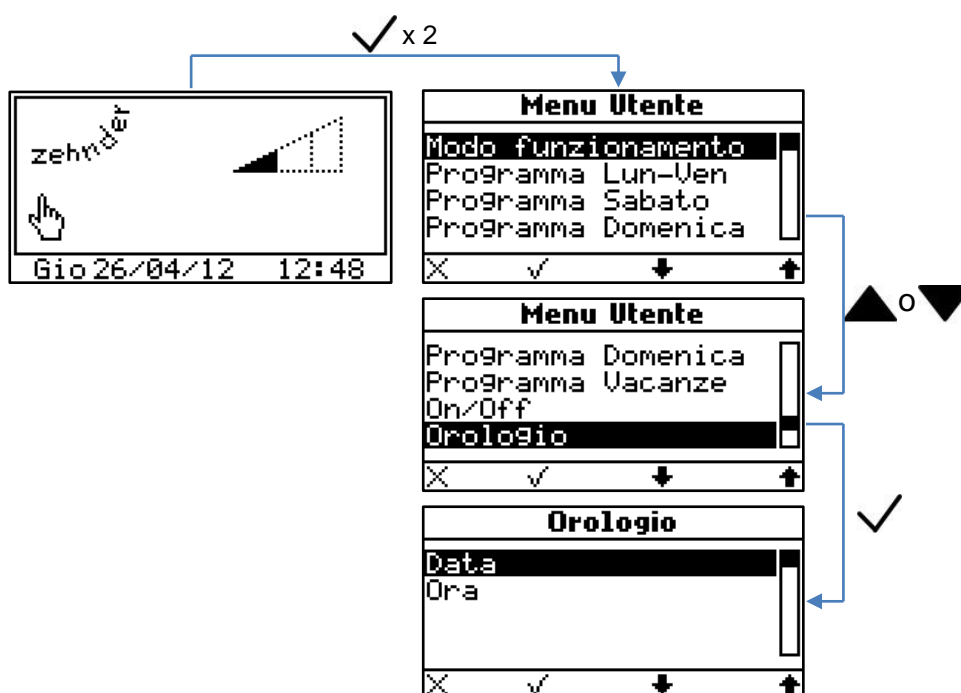 x 2
zehnder
Gio 26/04/12 12:48
Menu Utente
Modo funzionamento
Programma Lun-Ven
Programma Sabato
Programma Domenica
o
Menu Utente
Programma Domenica
Programma Vacanze
On/Off
Orologio
Orologio
Data
Ora